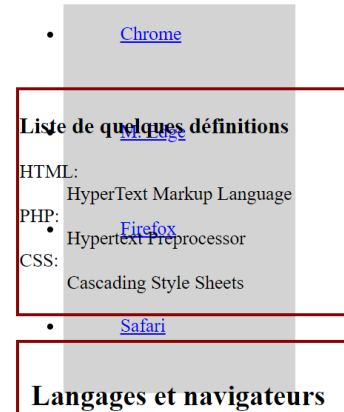 Chrome
Liste de quelques définitions
M. Edge
HTML:
HyperText Markup Language
PHP:
Firefox
Hypertext Preprocessor
CSS:
Cascading Style Sheets
Safari
Langages et navigateurs